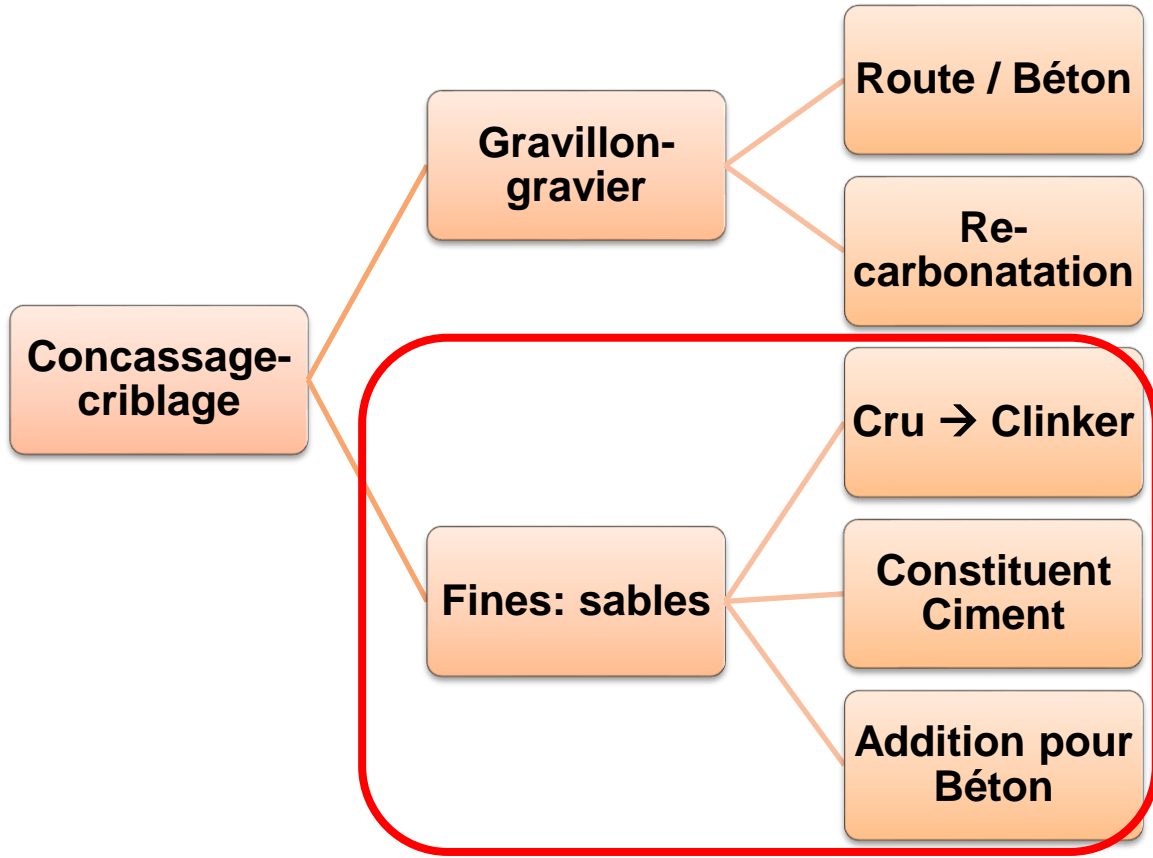 Concassage-
criblage
Gravillon-
gravier
Route / Béton
Re-
carbonatation
Fines: sables
Cru → Clinker
Constituent
Ciment
Addition pour
Béton